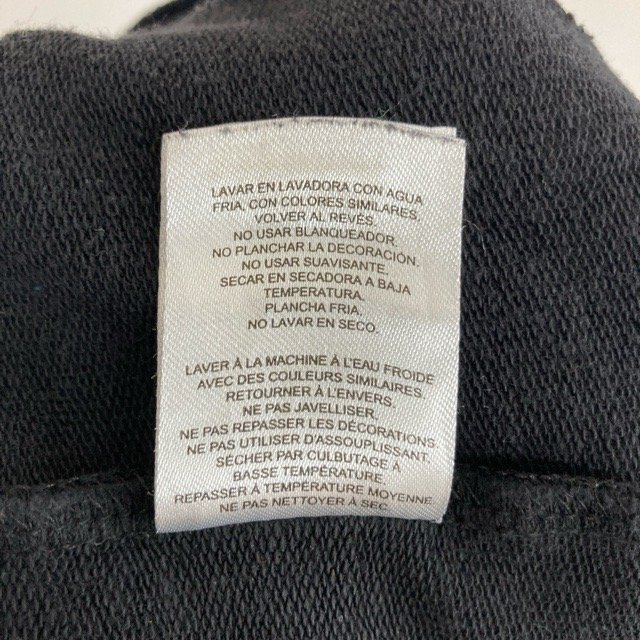 LAVAR EN LAVADORA CON AGUA
FRIA, CON COLORES SIMILARES,
VOLVER AL REVÉS.
NO USAR BLANQUEADOR.
NO PLANCHAR LA DECORACIÓN.
NO USAR SUAVISANTE.
SECAR EN SECADORA A BAJA
TEMPERATURA.
PLANCHA FRIA.
NO LAVAR EN SECO.
LAVER À LA MACHINE À L'EAU FROIDE
AVEC DES COULEURS SIMILAIRES.
RETOURNER À L'ENVERS.
NE PAS JAVELLISER.
NE PAS REPASSER LES DÉCORATIONS.
NE PAS UTILISER D'ASSOUPLISSANT
SÉCHER PAR CULBUTAGE À
BASSE TEMPÉRATURE
REPASSER À TEMPÉRATURE MOYENNE
NE PAS NETTOYER À SEC